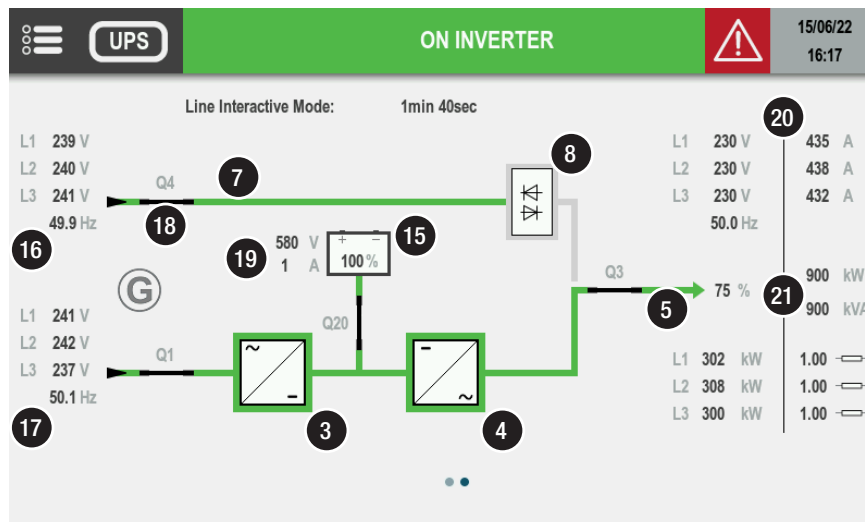 UPS
ON INVERTER
15/06/22
16:17
Line Interactive Mode: 1min 40sec
L1 239 V
L2 240 V
L3 241 V
49.9 Hz
16
Q4
18
7
8
L1 230 V
L2 230 V
L3 230 V
50.0 Hz
20
435 A
438 A
432 A
19
580 V
1 A
+ −
100 %
15
G
Q20
Q3
5
75 %
21
900 kW
900 kVA
L1 241 V
L2 242 V
L3 237 V
50.1 Hz
17
Q1
3
4
L1 302 kW 1.00
L2 308 kW 1.00
L3 300 kW 1.00